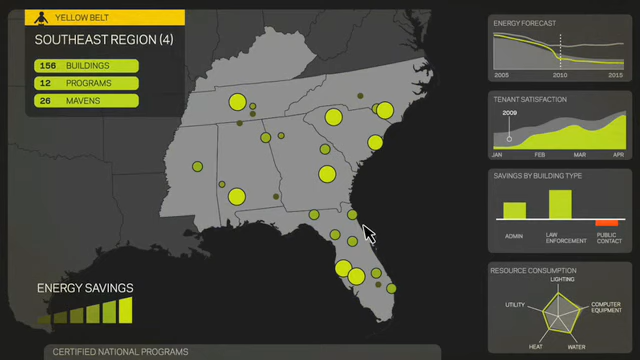 YELLOW BELT
SOUTHEAST REGION (4)
156 BUILDINGS
12 PROGRAMS
26 MAVENS
ENERGY SAVINGS
CERTIFIED NATIONAL PROGRAMS
ENERGY FORECAST
2005 2010 2015
TENANT SATISFACTION
2009
JAN FEB MAR APR
SAVINGS BY BUILDING TYPE
ADMIN
LAW
ENFORCEMENT
PUBLIC
CONTACT
RESOURCE CONSUMPTION
LIGHTING
UTILITY
COMPUTER
EQUIPMENT
HEAT
WATER